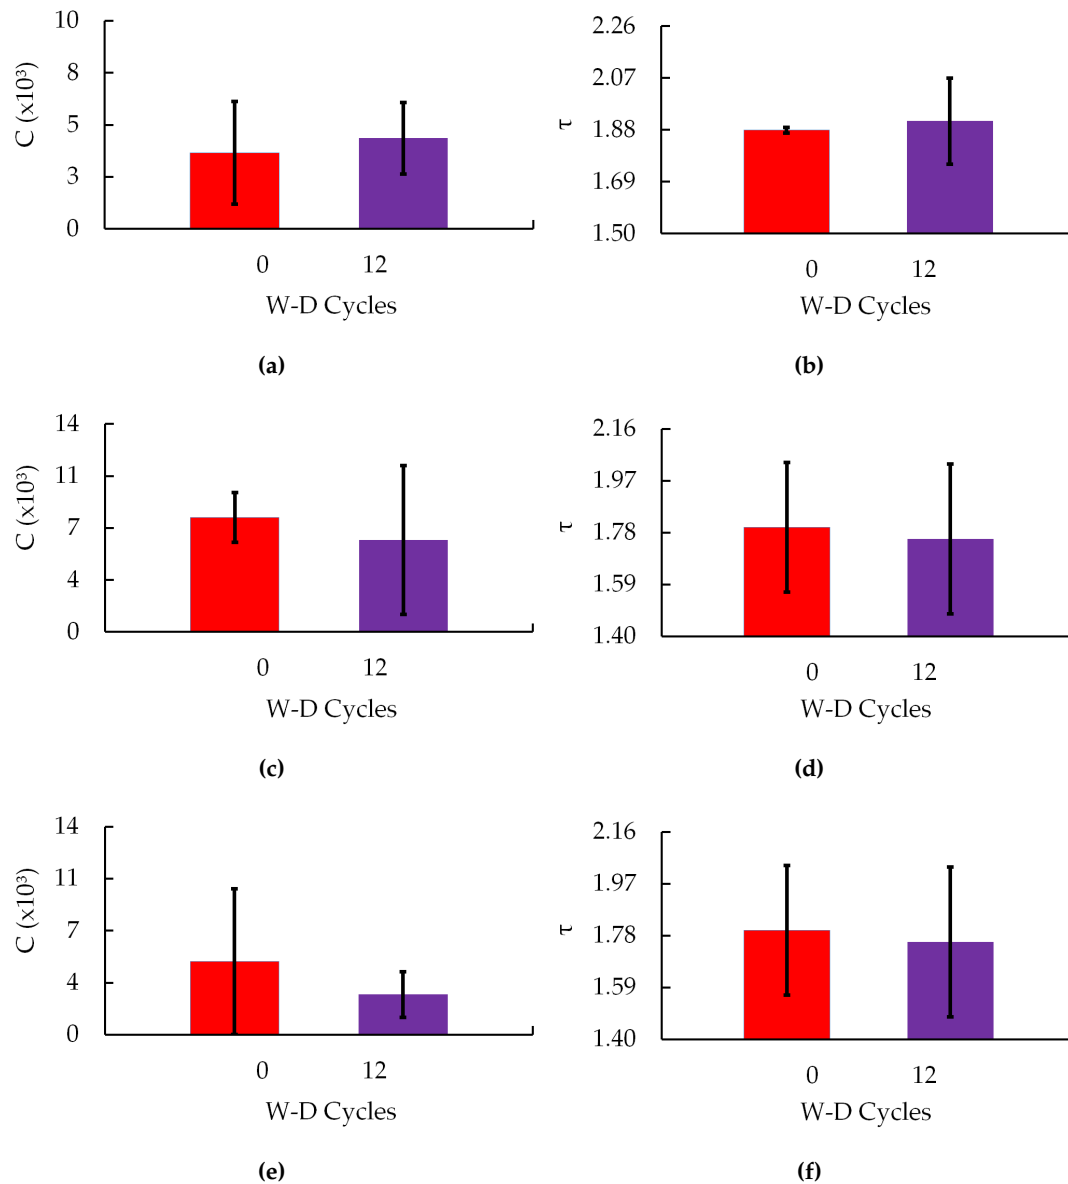 10
8
5
3
0
C (x10³)
0 12
W-D Cycles
(a)
2.26
2.07
1.88
1.69
1.50
τ
0 12
W-D Cycles
(b)
14
11
7
4
0
C (x10³)
0 12
W-D Cycles
(c)
2.16
1.97
1.78
1.59
1.40
τ
0 12
W-D Cycles
(d)
14
11
7
4
0
C (x10³)
0 12
W-D Cycles
(e)
2.16
1.97
1.78
1.59
1.40
τ
0 12
W-D Cycles
(f)